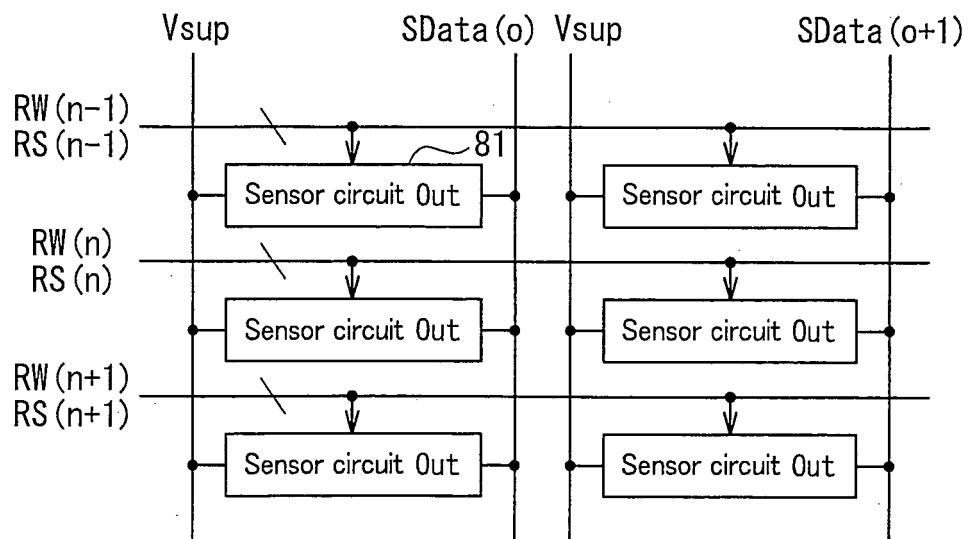 Vsup SData(o) Vsup SData(o+1)
RW(n-1)
RS(n-1)
81
Sensor circuit Out Sensor circuit Out
RW(n)
RS(n)
Sensor circuit Out Sensor circuit Out
RW(n+1)
RS(n+1)
Sensor circuit Out Sensor circuit Out